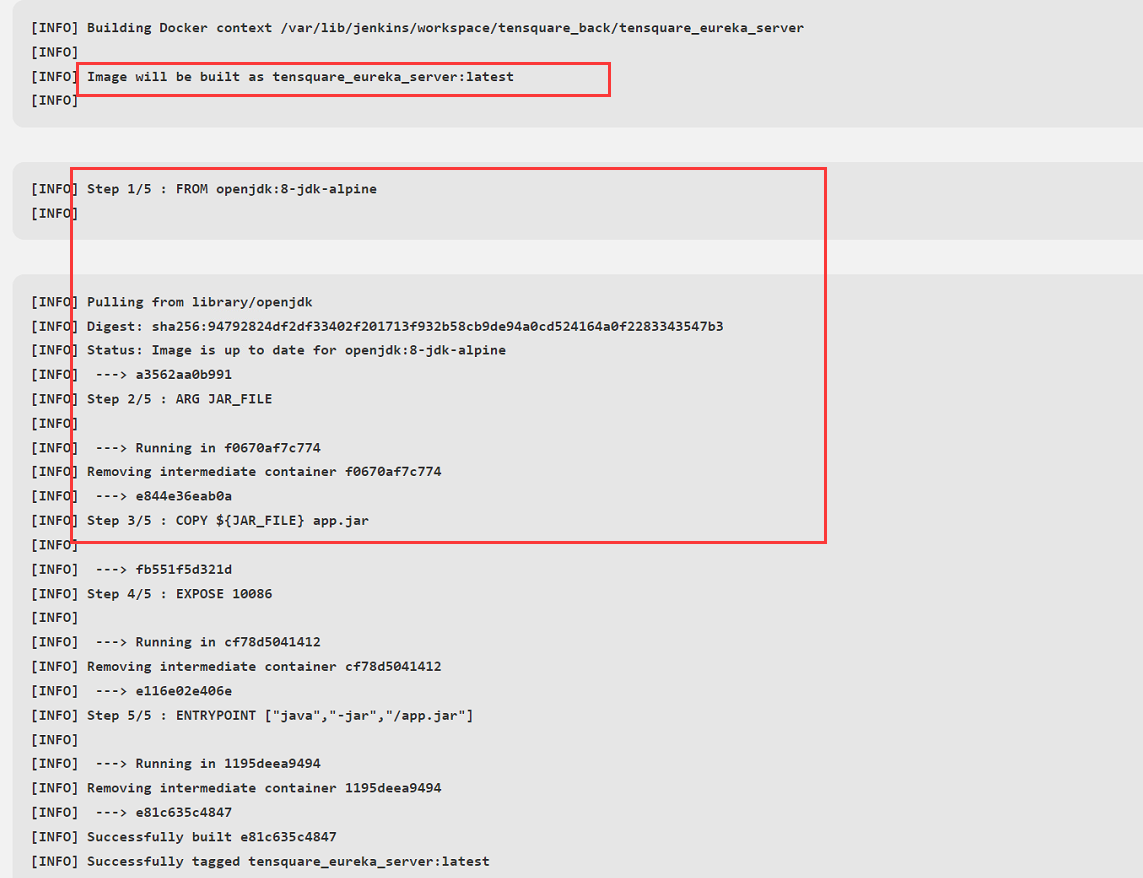 [INFO] Building Docker context /var/lib/jenkins/workspace/tensquare_back/tensquare_eureka_server
[INFO]
[INFO] Image will be built as tensquare_eureka_server:latest
[INFO]
[INFO] Step 1/5 : FROM openjdk:8-jdk-alpine
[INFO]
[INFO] Pulling from library/openjdk
[INFO] Digest: sha256:94792824df2df33402f201713f932b58cb9de94a0cd524164a0f2283343547b3
[INFO] Status: Image is up to date for openjdk:8-jdk-alpine
[INFO]  ---> a3562aa0b991
[INFO] Step 2/5 : ARG JAR_FILE
[INFO]
[INFO]  ---> Running in f0670af7c774
[INFO] Removing intermediate container f0670af7c774
[INFO]  ---> e844e36eab0a
[INFO] Step 3/5 : COPY ${JAR_FILE} app.jar
[INFO]
[INFO]  ---> fb551f5d321d
[INFO] Step 4/5 : EXPOSE 10086
[INFO]
[INFO]  ---> Running in cf78d5041412
[INFO] Removing intermediate container cf78d5041412
[INFO]  ---> e116e02e406e
[INFO] Step 5/5 : ENTRYPOINT ["java","-jar","/app.jar"]
[INFO]
[INFO]  ---> Running in 1195deea9494
[INFO] Removing intermediate container 1195deea9494
[INFO]  ---> e81c635c4847
[INFO] Successfully built e81c635c4847
[INFO] Successfully tagged tensquare_eureka_server:latest